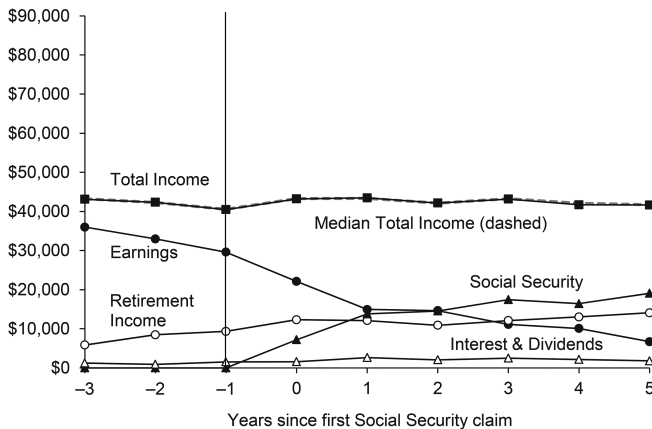 $90,000
$80,000
$70,000
$60,000
$50,000
Total Income
$40,000
Median Total Income (dashed)
$30,000
Earnings
Social Security
$20,000
Retirement
Income
$10,000
Interest & Dividends
$0
–3 –2 –1 0 1 2 3 4 5
Years since first Social Security claim